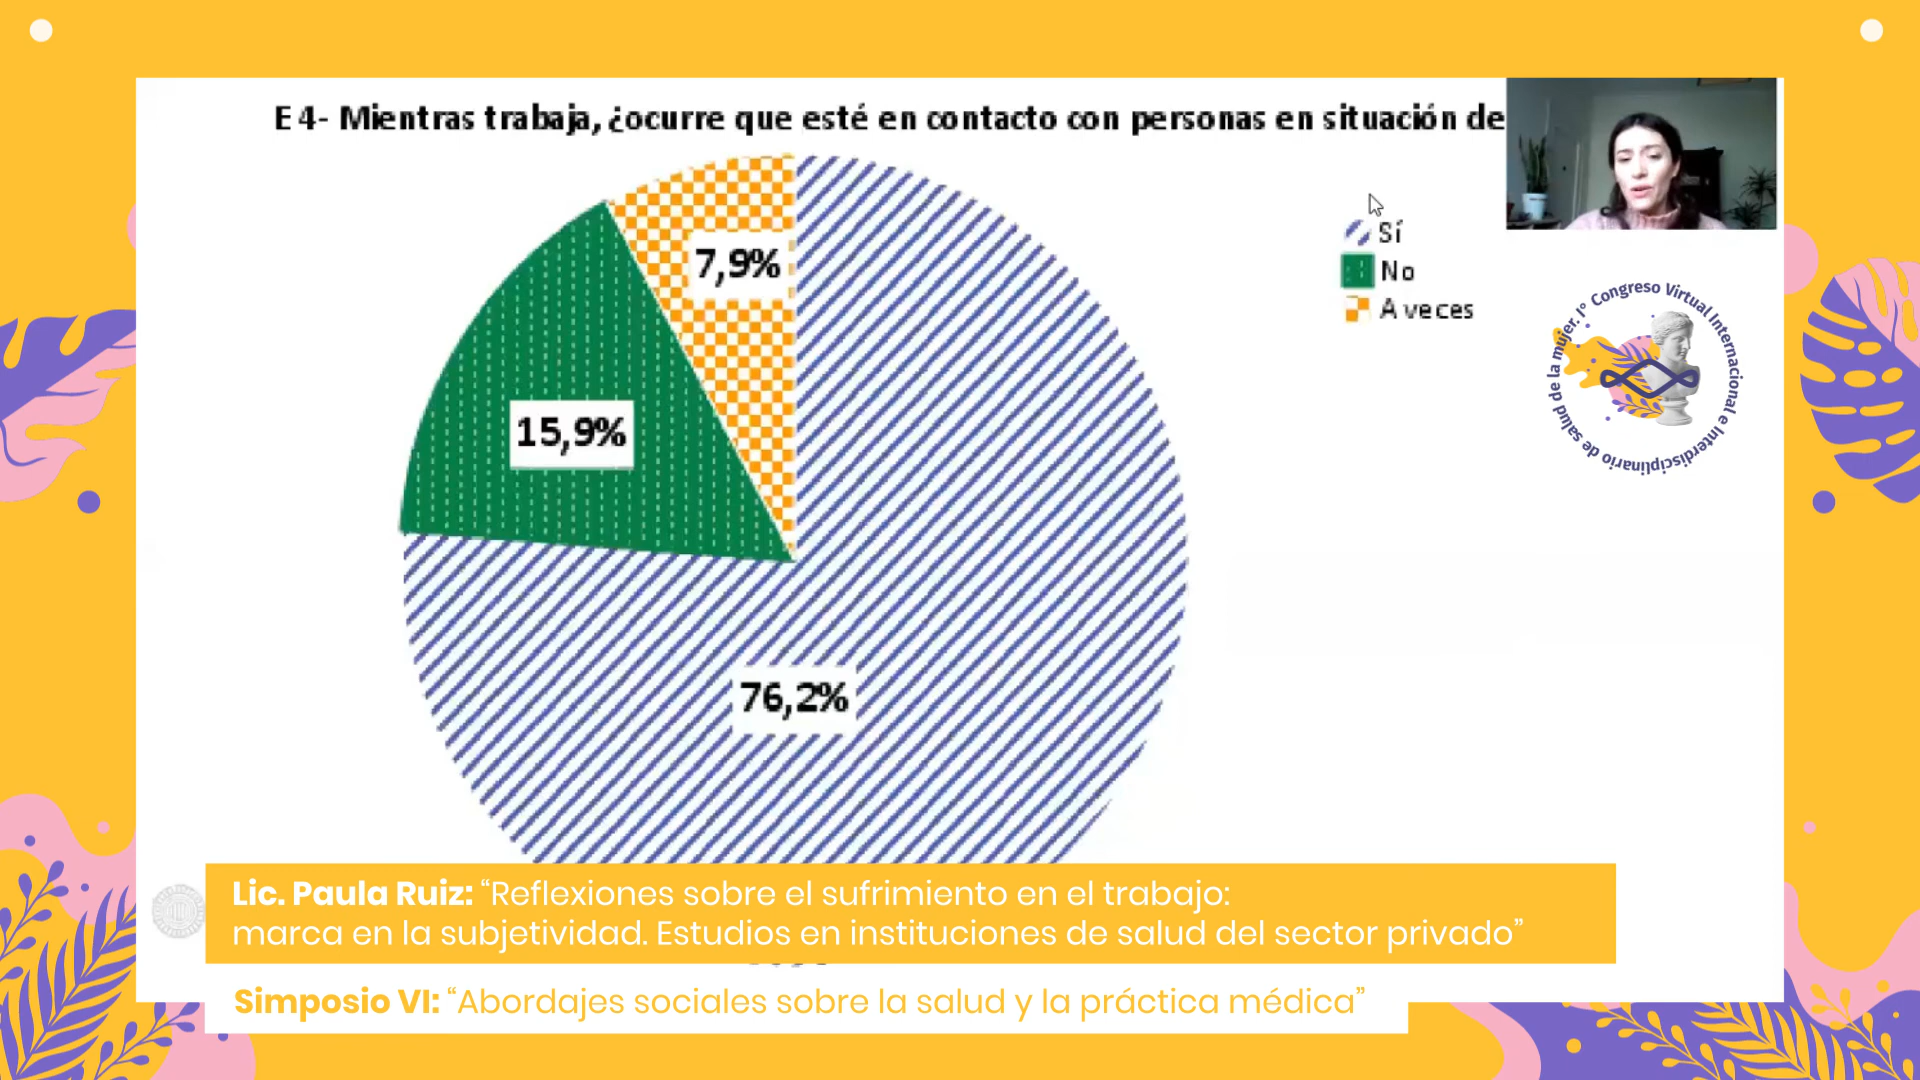 E 4- Mientras trabaja, ¿ocurre que esté en contacto con personas en situación de
Sí
No
A veces
7,9%
15,9%
76,2%
Iº Congreso Virtual Internacional e Interdisciplinario de salud de la mujer.
Lic. Paula Ruiz: “Reflexiones sobre el sufrimiento en el trabajo:
marca en la subjetividad. Estudios en instituciones de salud del sector privado”
Simposio VI: “Abordajes sociales sobre la salud y la práctica médica”